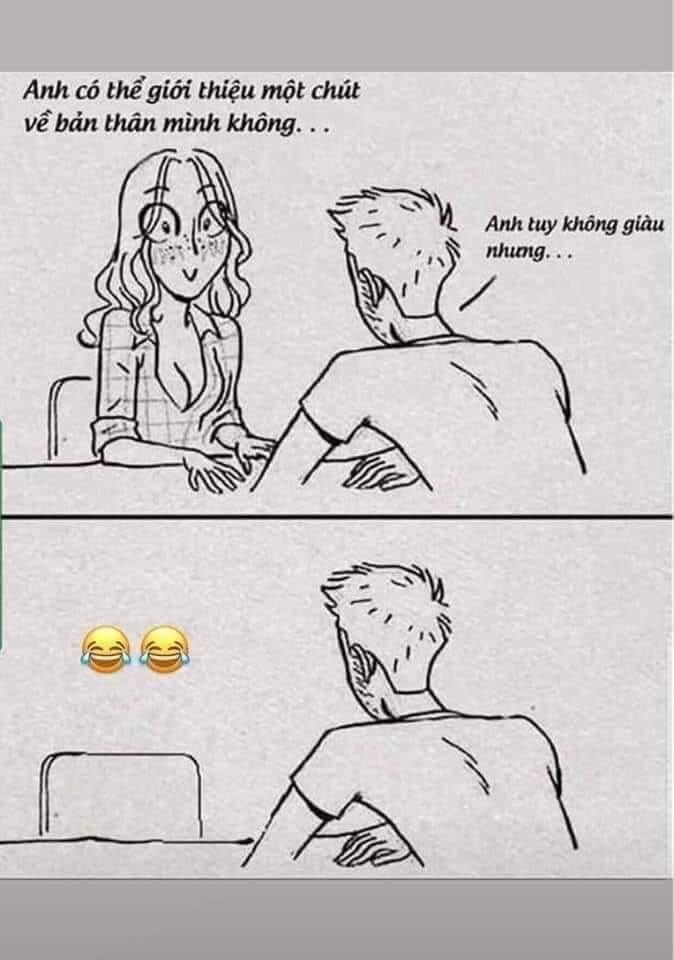 Anh có thể giới thiệu một chút
về bản thân mình không. . .
Anh tuy không giàu
nhưng. . .